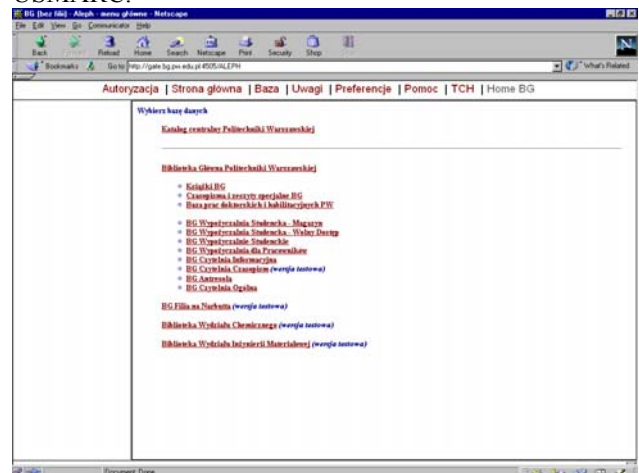 USMARC.
BG [bez filii] - Aleph - menu główne - Netscape
File Edit View Go Communicator Help
Back Reload Home Search Netscape Print Security Shop
Bookmarks Go to http://gate.bg.pw.edu.pl:4505/ALEPH What's Related
Autoryzacja | Strona główna | Baza | Uwagi | Preferencje | Pomoc | TCH | Home BG
Wybierz bazę danych
Katalog centralny Politechniki Warszawskiej
Biblioteka Główna Politechniki Warszawskiej
Książki BG
Czasopisma i zeszyty specjalne BG
Baza prac doktorskich i habilitacyjnych PW
BG Wypożyczalnia Studencka - Magazyn
BG Wypożyczalnia Studencka - Wolny Dostęp
BG Wypożyczalnie Studenckie
BG Wypożyczalnia dla Pracowników
BG Czytelnia Informacyjna
BG Czytelnia Czasopism (wersja testowa)
BG Antresola
BG Czytelnia Ogólna
BG Filia na Narbutta (wersja testowa)
Biblioteka Wydziału Chemicznego (wersja testowa)
Biblioteka Wydziału Inżynierii Materiałowej (wersja testowa)
Document: Done